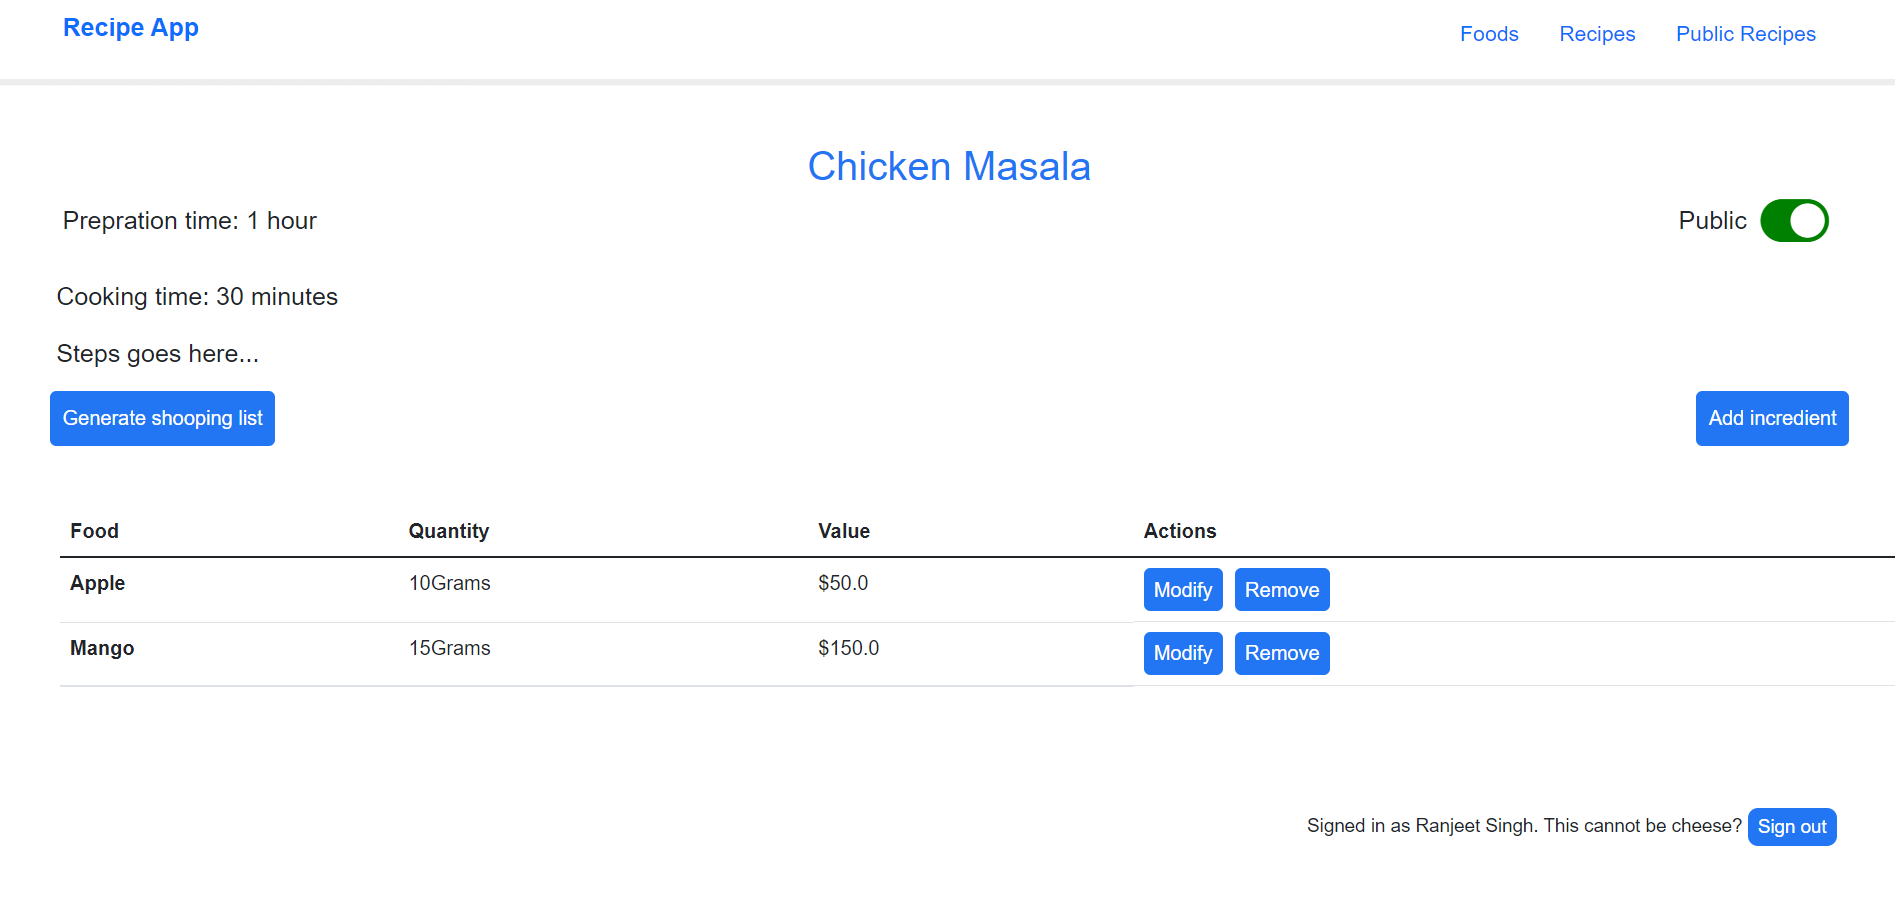 Recipe App
Foods Recipes Public Recipes
Chicken Masala
Prepration time: 1 hour
Public
Cooking time: 30 minutes
Steps goes here...
Generate shooping list
Add incredient
Food Quantity Value Actions
Apple 10Grams $50.0 Modify Remove
Mango 15Grams $150.0 Modify Remove
Signed in as Ranjeet Singh. This cannot be cheese? Sign out